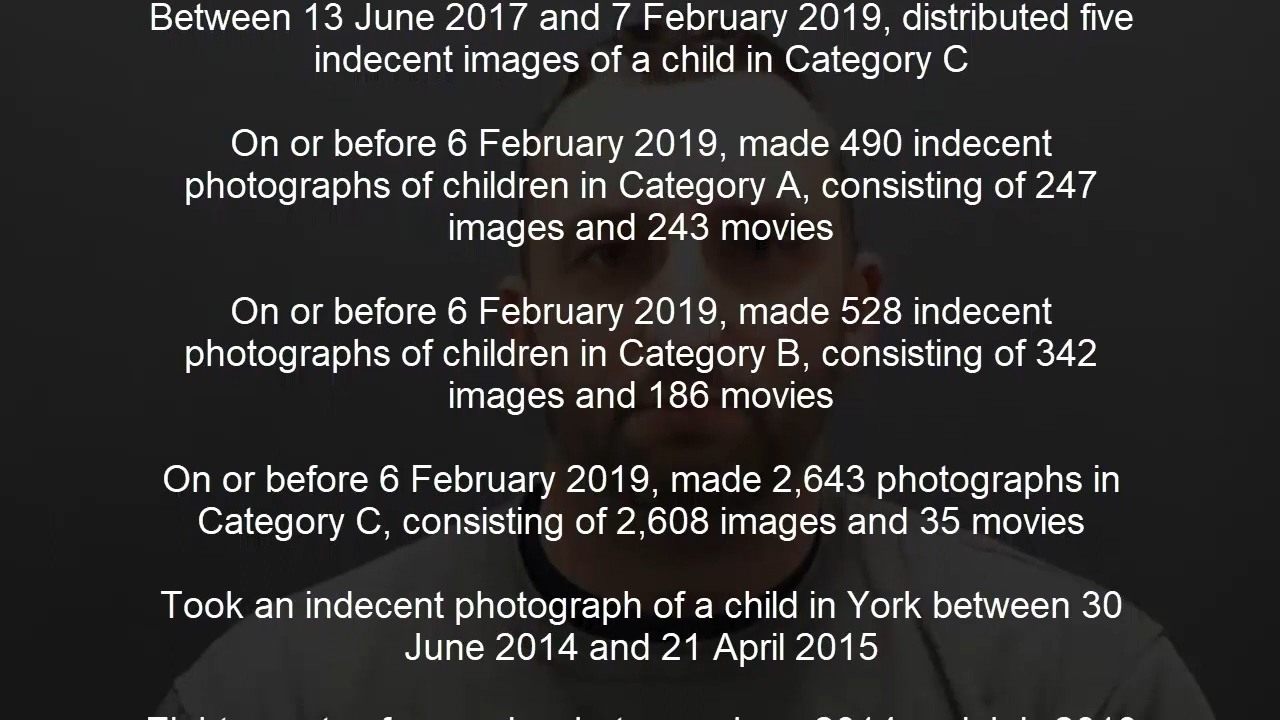 Between 13 June 2017 and 7 February 2019, distributed five
indecent images of a child in Category C
On or before 6 February 2019, made 490 indecent
photographs of children in Category A, consisting of 247
images and 243 movies
On or before 6 February 2019, made 528 indecent
photographs of children in Category B, consisting of 342
images and 186 movies
On or before 6 February 2019, made 2,643 photographs in
Category C, consisting of 2,608 images and 35 movies
Took an indecent photograph of a child in York between 30
June 2014 and 21 April 2015